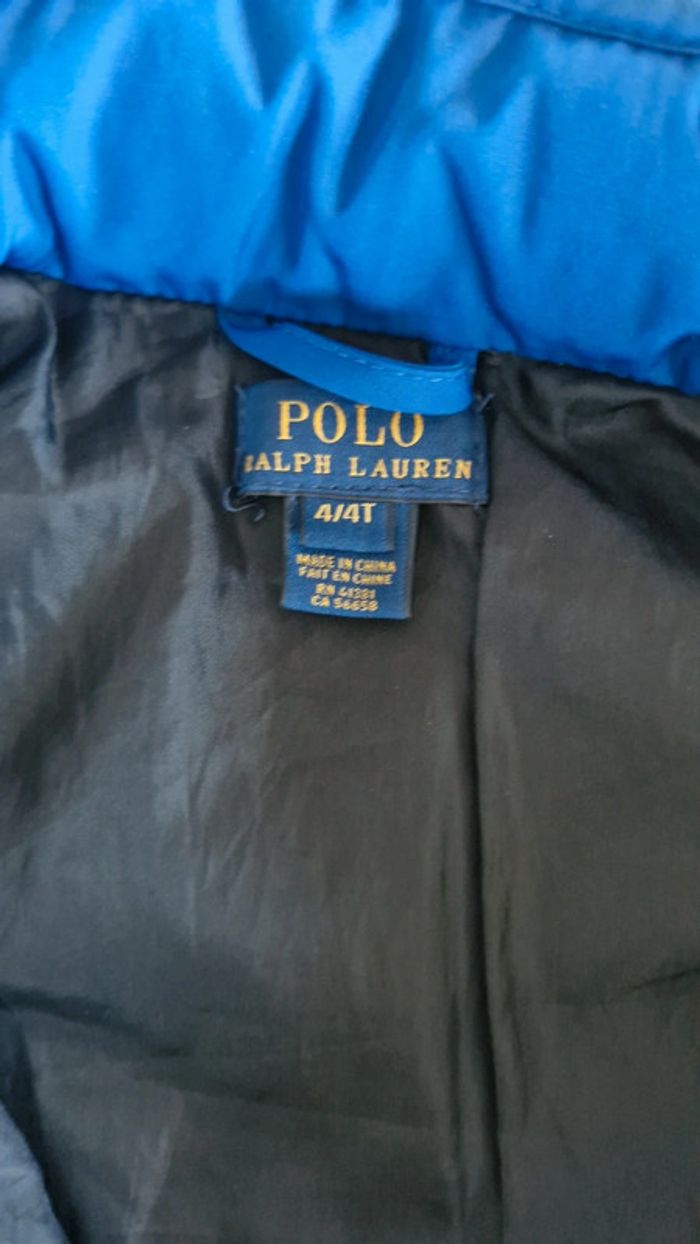 POLO
RALPH LAUREN
4/4T
MADE IN CHINA
FAIT EN CHINE
RN 41381
CA 56658